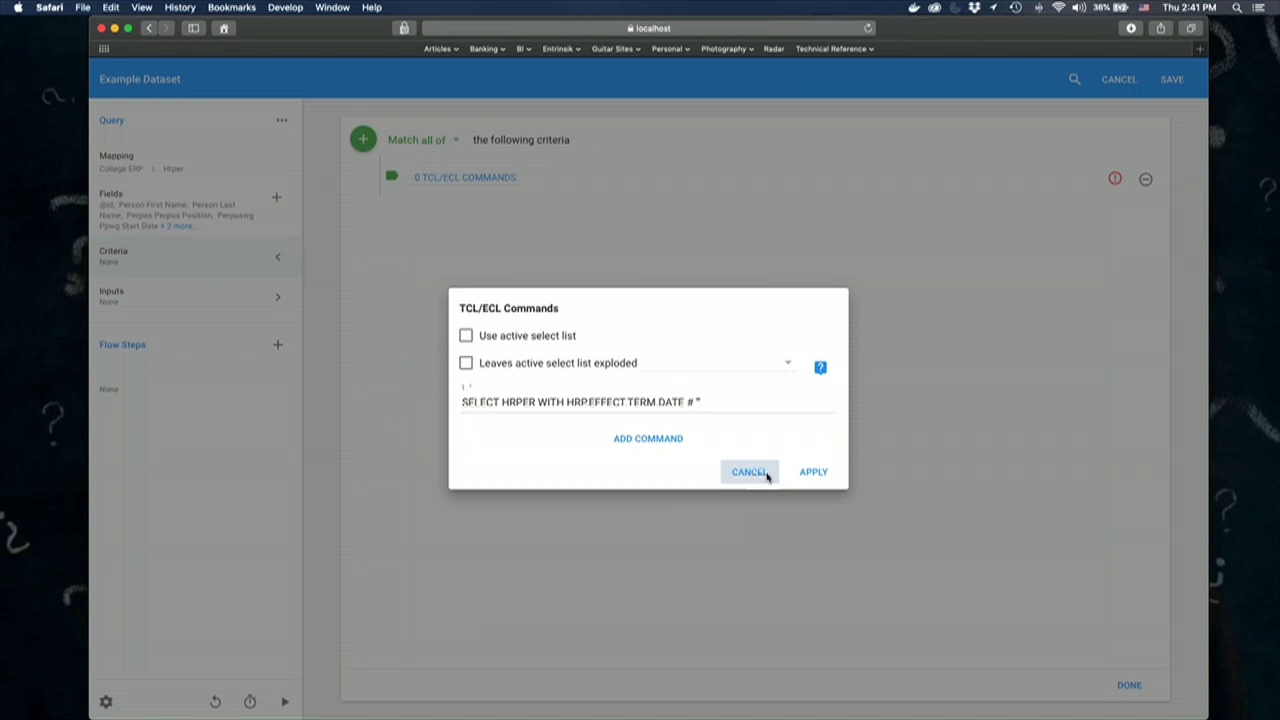 Safari File Edit View History Bookmarks Develop Window Help 36% Thu 2:41 PM
localhost
Articles Banking BI Entrinsik Guitar Sites Personal Photography Radar Technical Reference
Example Dataset CANCEL SAVE
Query
Match all of the following criteria
Mapping
College ERP > Hrper
0 TCL/ECL COMMANDS
Fields
@id, Person First Name, Person Last
Name, Perpos Perpos Position, Perposwg
Ppwg Start Date + 2 more...
Criteria
None
Inputs
None
TCL/ECL Commands
Use active select list
Flow Steps
Leaves active select list exploded
?
None
1. *
SELECT HRPER WITH HRP.EFFECT.TERM.DATE # "
ADD COMMAND
CANCEL APPLY
DONE